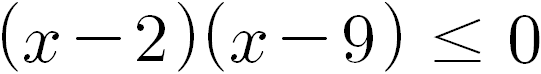 (x − 2)(x − 9) ≤ 0